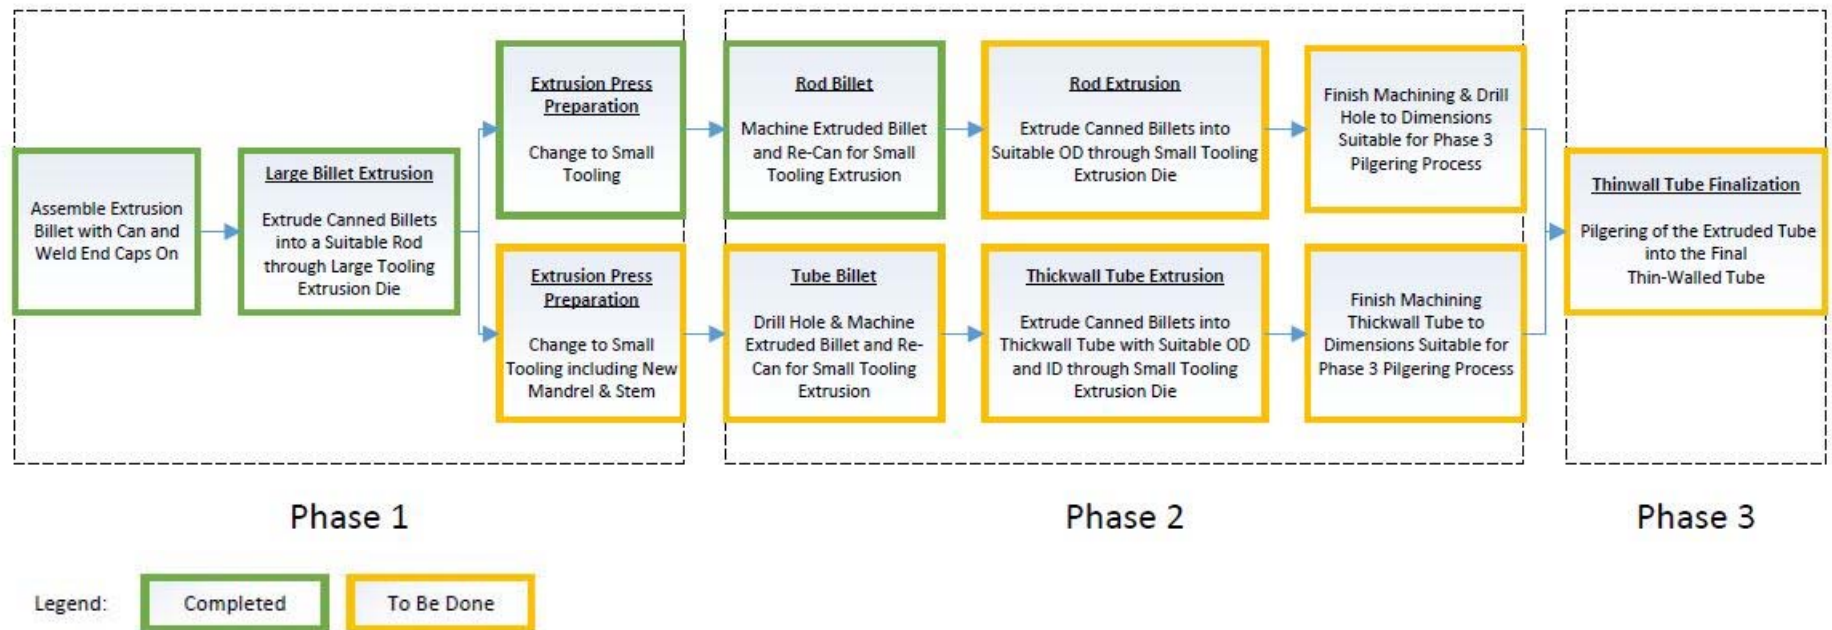 Assemble Extrusion
Billet with Can and
Weld End Caps On
Large Billet Extrusion
Extrude Canned Billets
into a Suitable Rod
through Large Tooling
Extrusion Die
Extrusion Press
Preparation
Change to Small
Tooling
Extrusion Press
Preparation
Change to Small
Tooling including New
Mandrel & Stem
Rod Billet
Machine Extruded Billet
and Re-Can for Small
Tooling Extrusion
Rod Extrusion
Extrude Canned Billets into
Suitable OD through Small Tooling
Extrusion Die
Finish Machining & Drill
Hole to Dimensions
Suitable for Phase 3
Pilgering Process
Tube Billet
Drill Hole & Machine
Extruded Billet and Re-
Can for Small Tooling
Extrusion
Thickwall Tube Extrusion
Extrude Canned Billets into
Thickwall Tube with Suitable OD
and ID through Small Tooling
Extrusion Die
Finish Machining
Thickwall Tube to
Dimensions Suitable for
Phase 3 Pilgering Process
Thinwall Tube Finalization
Pilgering of the Extruded Tube
into the Final
Thin-Walled Tube
Phase 1
Phase 2
Phase 3
Legend:
Completed
To Be Done